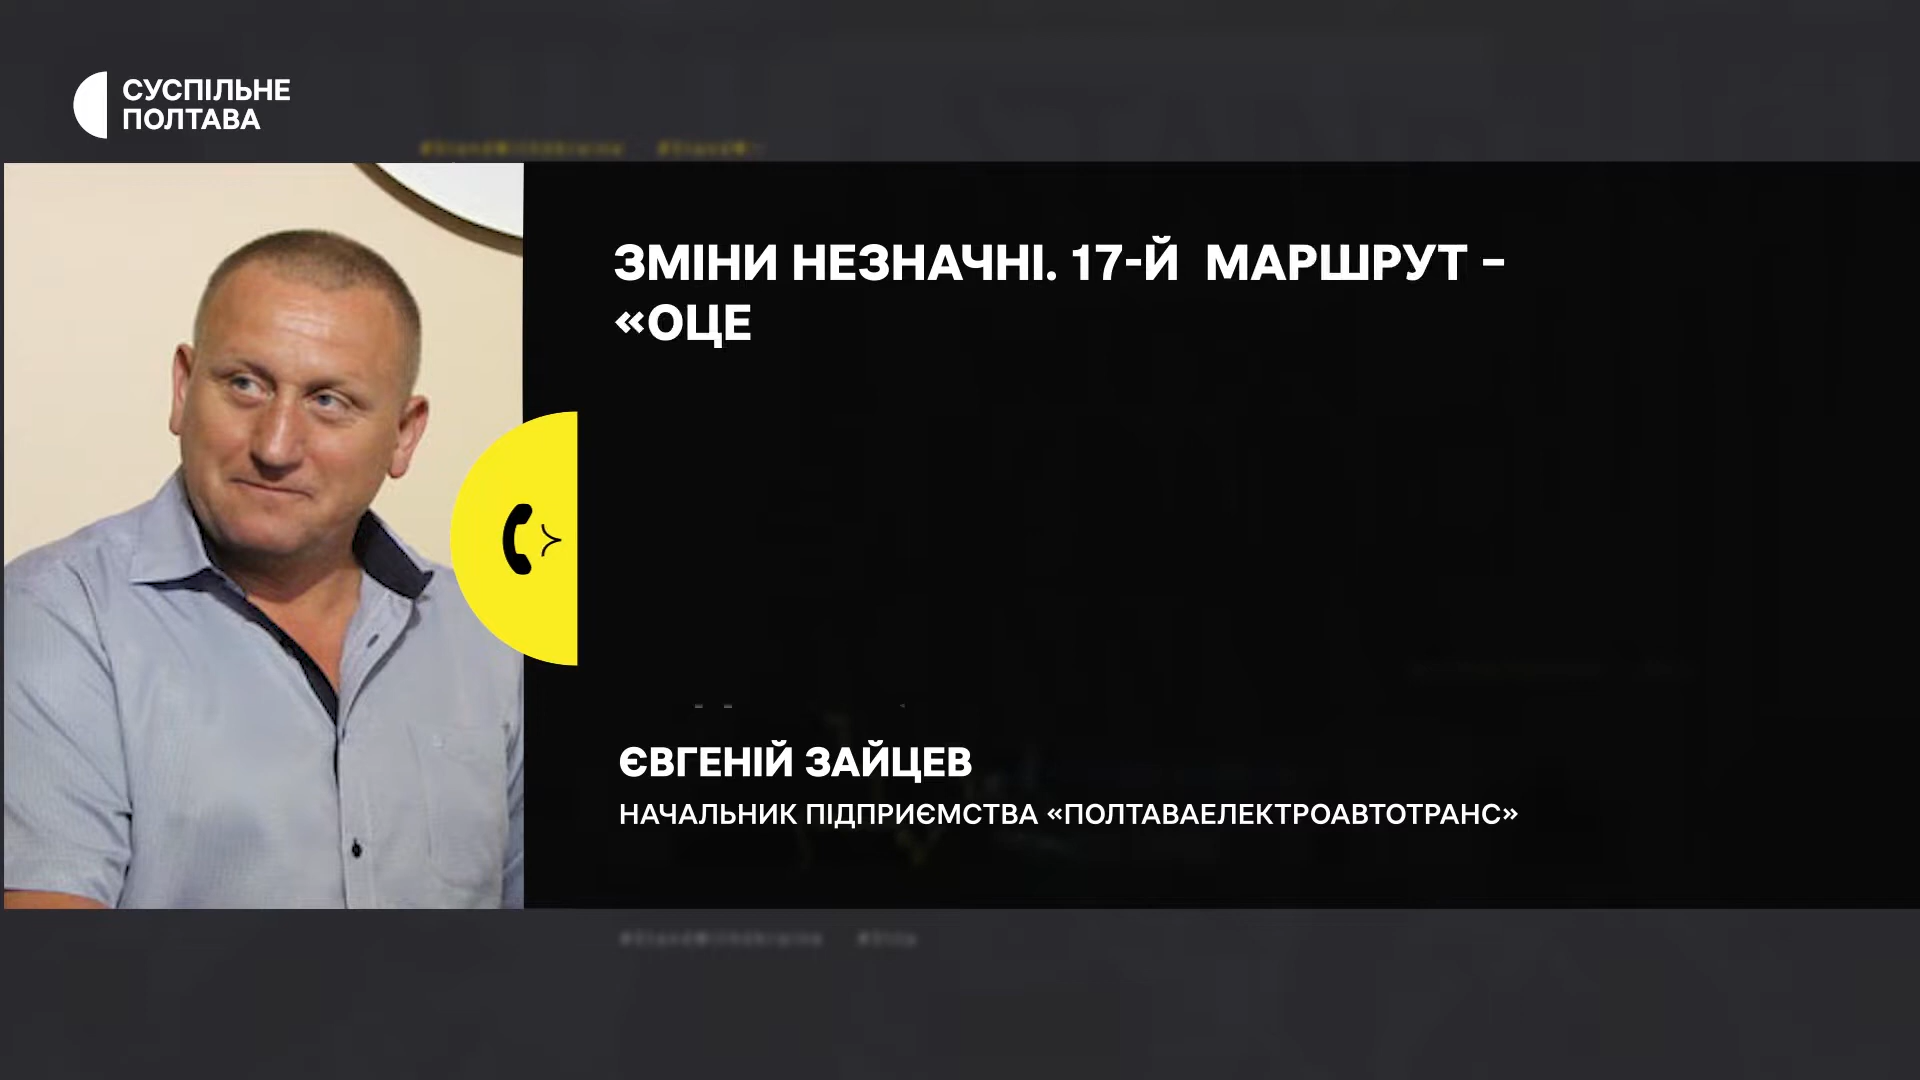 СУСПІЛЬНЕ
ПОЛТАВА
ЗМІНИ НЕЗНАЧНІ. 17-Й МАРШРУТ –
«ОЦЕ
ЄВГЕНІЙ ЗАЙЦЕВ
НАЧАЛЬНИК ПІДПРИЄМСТВА «ПОЛТАВАЕЛЕКТРОАВТОТРАНС»